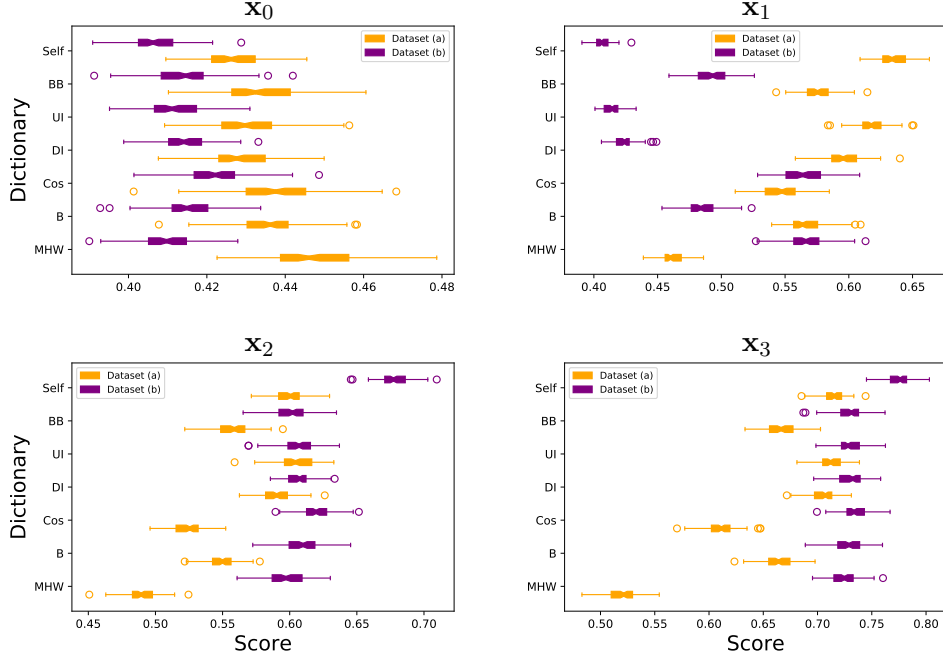 x0
Dictionary
Self
BB
UI
DI
Cos
B
MHW
Dataset (a)
Dataset (b)
0.40 0.42 0.44 0.46 0.48
x1
Dataset (a)
Dataset (b)
Self
BB
UI
DI
Cos
B
MHW
0.40 0.45 0.50 0.55 0.60 0.65
x2
Dictionary
Dataset (a)
Dataset (b)
Self
BB
UI
DI
Cos
B
MHW
0.45 0.50 0.55 0.60 0.65 0.70
Score
x3
Dataset (a)
Dataset (b)
Self
BB
UI
DI
Cos
B
MHW
0.50 0.55 0.60 0.65 0.70 0.75 0.80
Score